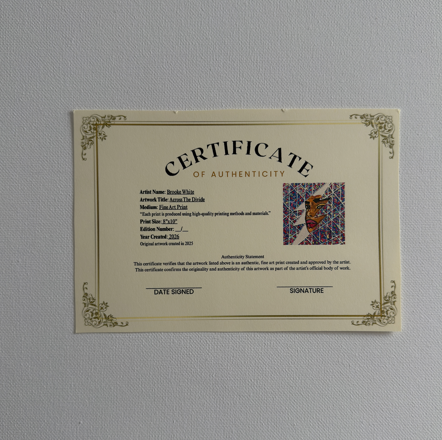 CERTIFICATE
OF AUTHENTICITY
Artist Name: Brooke White
Artwork Title: Across The Divide
Medium: Fine Art Print
"Each print is produced using high-quality printing methods and materials."
Print Size: 8"x10"
Edition Number: __/__
Year Created: 2026
Original artwork created in 2025
Authenticity Statement
This certificate verifies that the artwork listed above is an authentic, fine art print created and approved by the artist.
This certificate confirms the originality and authenticity of this artwork as part of the artist's official body of work.
DATE SIGNED
SIGNATURE